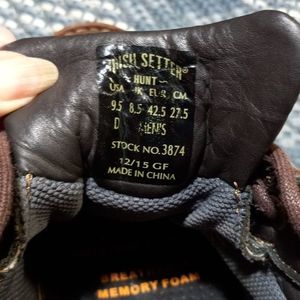 IRISH SETTER®
HUNT
USA UK EUR CM
9.5 8.5 42.5 27.5
D MEN'S
STOCK NO. 3874
12/15 GF
MADE IN CHINA
MEMORY FOAM